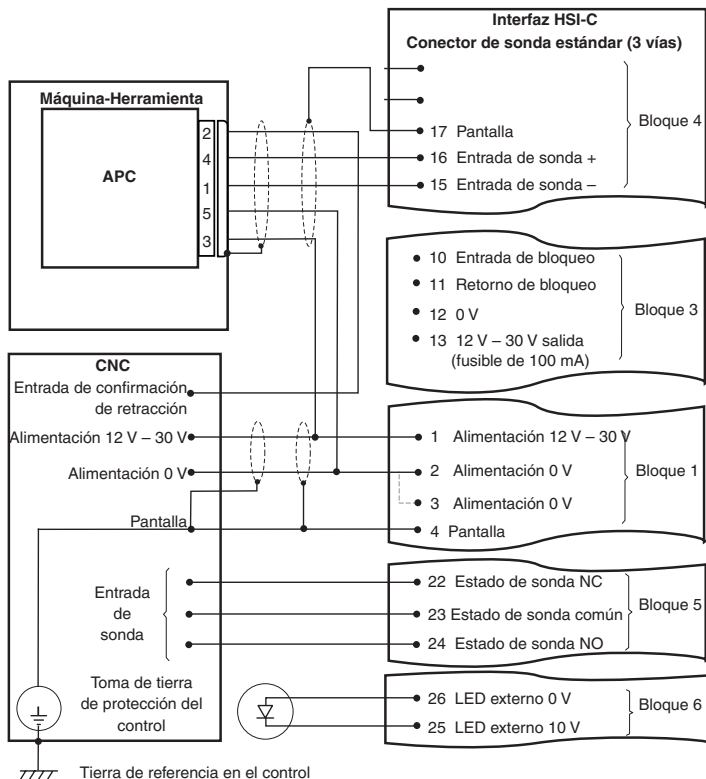 Interfaz HSI-C
Conector de sonda estándar (3 vías)
17 Pantalla
16 Entrada de sonda +
15 Entrada de sonda –
Bloque 4
Máquina-Herramienta
APC
2
4
1
5
3
10 Entrada de bloqueo
11 Retorno de bloqueo
12 0 V
13 12 V – 30 V salida
(fusible de 100 mA)
Bloque 3
CNC
Entrada de confirmación
de retracción
Alimentación 12 V – 30 V
Alimentación 0 V
Pantalla
1 Alimentación 12 V – 30 V
2 Alimentación 0 V
3 Alimentación 0 V
4 Pantalla
Bloque 1
Entrada
de
sonda
22 Estado de sonda NC
23 Estado de sonda común
24 Estado de sonda NO
Bloque 5
Toma de tierra
de protección del
control
26 LED externo 0 V
25 LED externo 10 V
Bloque 6
Tierra de referencia en el control